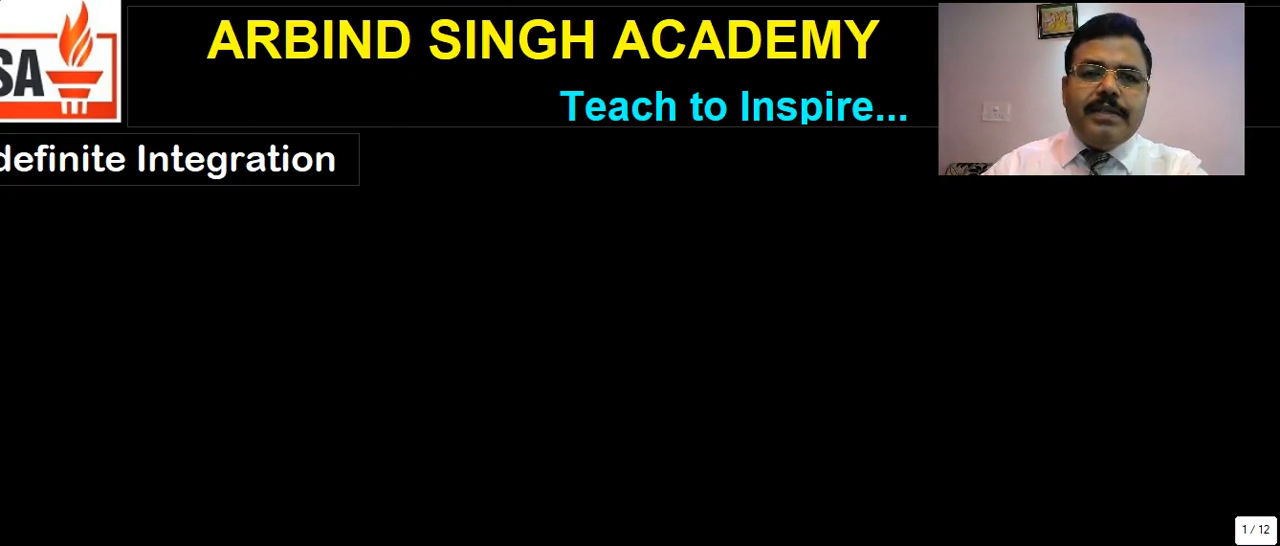 SA
ARBIND SINGH ACADEMY
Teach to Inspire...
definite Integration
1 / 12